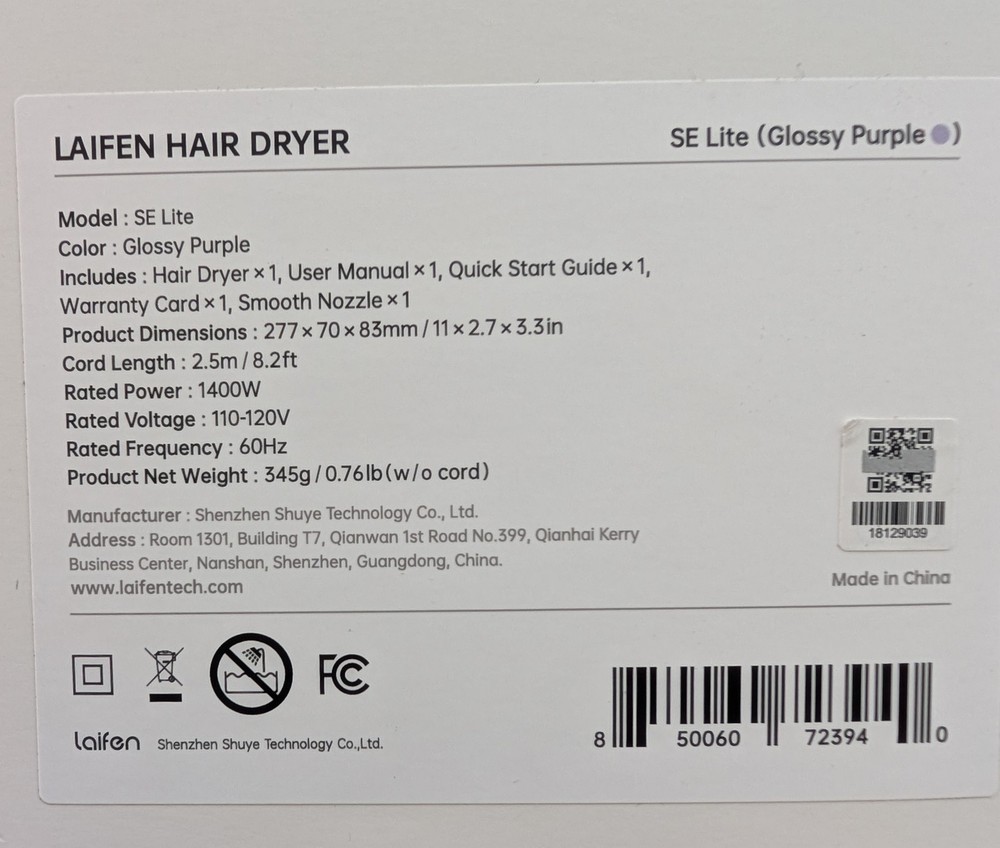 LAIFEN HAIR DRYER
SE Lite (Glossy Purple )
Model : SE Lite
Color : Glossy Purple
Includes : Hair Dryer×1, User Manual×1, Quick Start Guide×1,
Warranty Card×1, Smooth Nozzle×1
Product Dimensions : 277×70×83mm/11×2.7×3.3in
Cord Length : 2.5m/8.2ft
Rated Power : 1400W
Rated Voltage : 110-120V
Rated Frequency : 60Hz
Product Net Weight : 345g/0.76lb(w/o cord)
Manufacturer : Shenzhen Shuye Technology Co., Ltd.
Address : Room 1301, Building T7, Qianwan 1st Road No.399, Qianhai Kerry
Business Center, Nanshan, Shenzhen, Guangdong, China.
www.laifentech.com
18129039
Made in China
FC
laifen Shenzhen Shuye Technology Co.,Ltd.
8 50060 72394 0